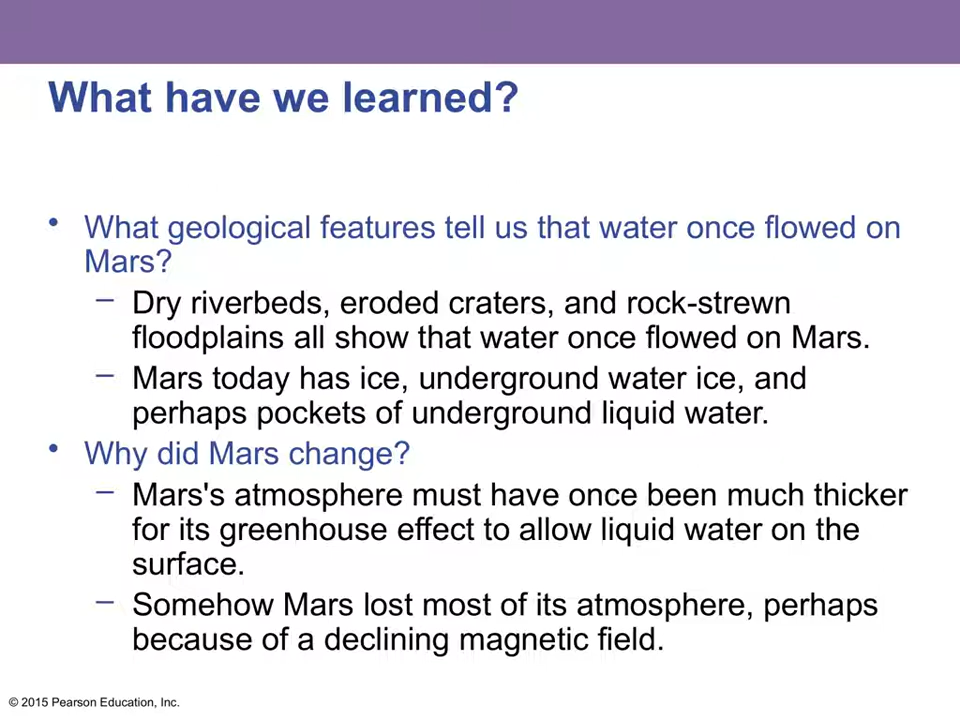 What have we learned?
• What geological features tell us that water once flowed on
Mars?
– Dry riverbeds, eroded craters, and rock-strewn
floodplains all show that water once flowed on Mars.
– Mars today has ice, underground water ice, and
perhaps pockets of underground liquid water.
• Why did Mars change?
– Mars's atmosphere must have once been much thicker
for its greenhouse effect to allow liquid water on the
surface.
– Somehow Mars lost most of its atmosphere, perhaps
because of a declining magnetic field.
© 2015 Pearson Education, Inc.